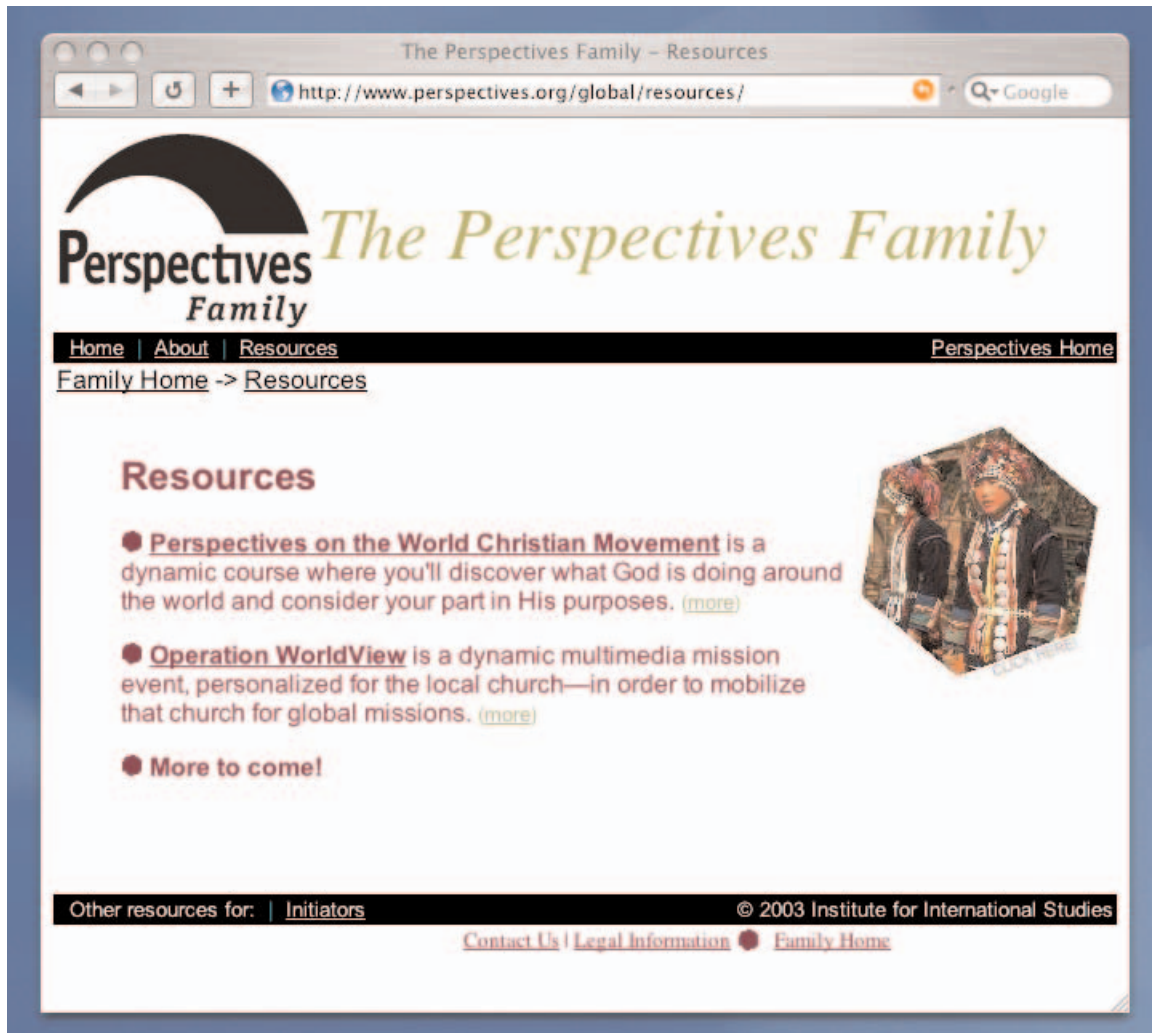 The Perspectives Family – Resources
http://www.perspectives.org/global/resources/
Google
Perspectives
Family
The Perspectives Family
Home | About | Resources
Perspectives Home
Family Home -> Resources
Resources
Perspectives on the World Christian Movement is a
dynamic course where you'll discover what God is doing around
the world and consider your part in His purposes. (more)
Operation WorldView is a dynamic multimedia mission
event, personalized for the local church—in order to mobilize
that church for global missions. (more)
More to come!
CLICK HERE!
Other resources for: | Initiators
© 2003 Institute for International Studies
Contact Us | Legal Information Family Home